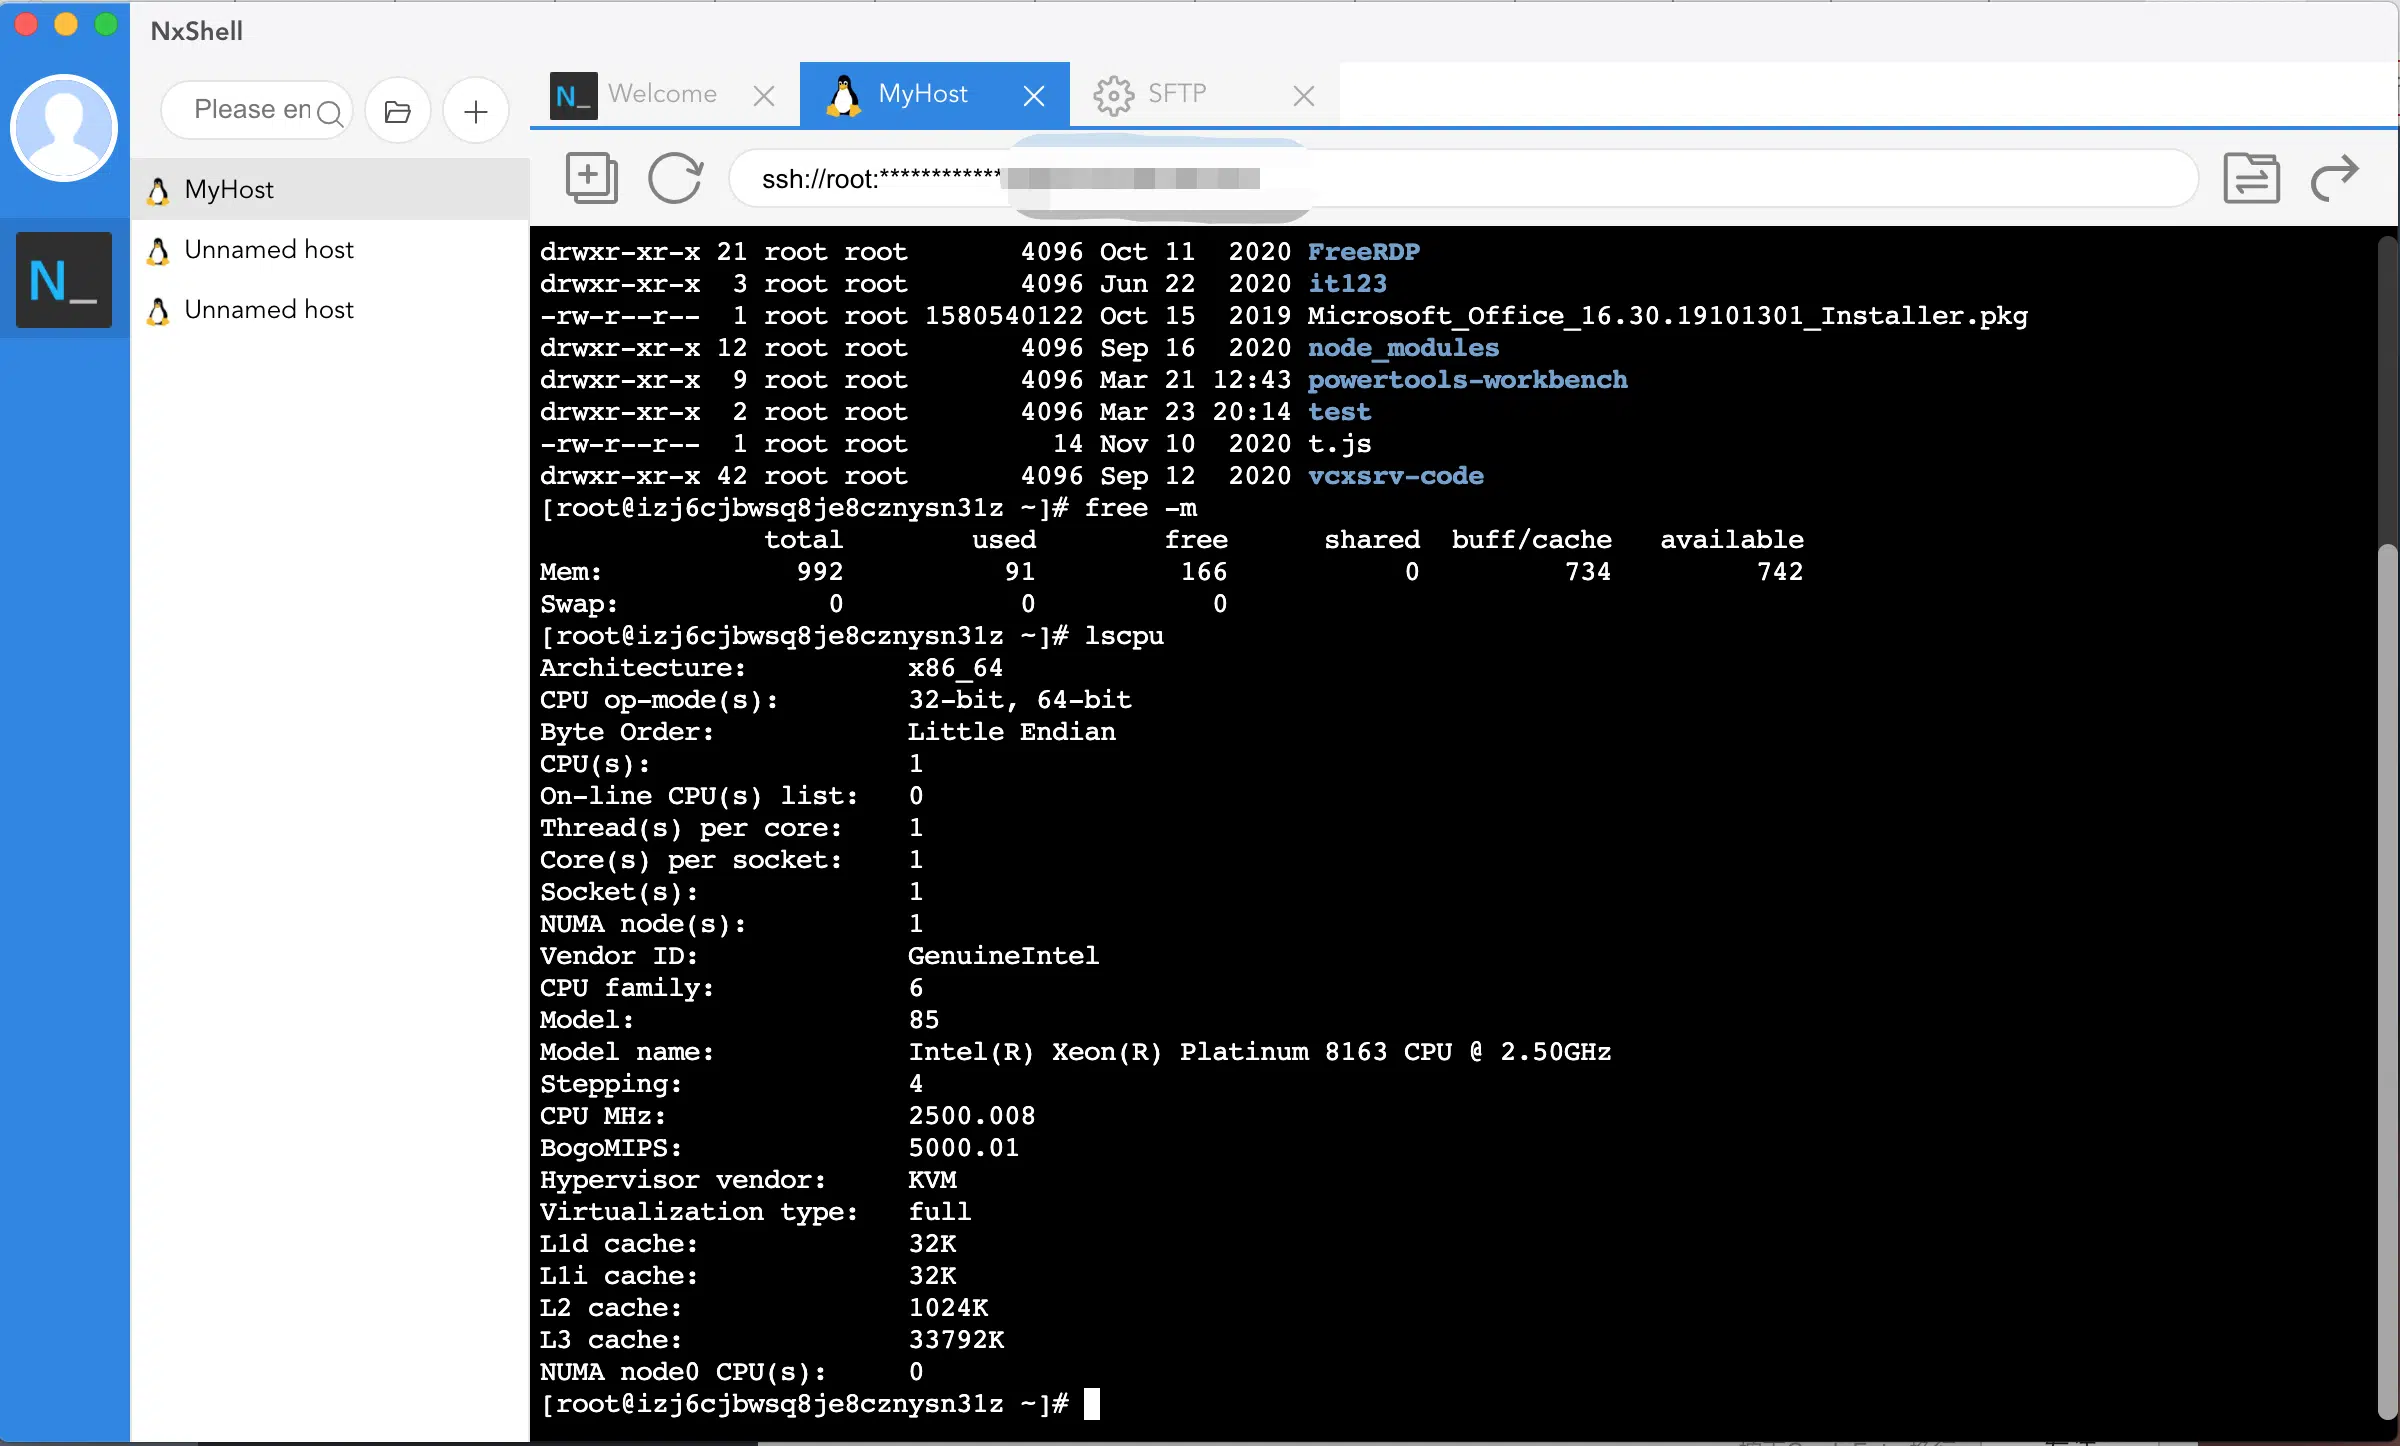 NxShell
Please en
N_ Welcome
MyHost
SFTP
ssh://root:************
N_
MyHost
Unnamed host
Unnamed host
drwxr-xr-x 21 root root       4096 Oct 11  2020 FreeRDP
drwxr-xr-x  3 root root       4096 Jun 22  2020 it123
-rw-r--r--  1 root root 1580540122 Oct 15  2019 Microsoft_Office_16.30.19101301_Installer.pkg
drwxr-xr-x 12 root root       4096 Sep 16  2020 node_modules
drwxr-xr-x  9 root root       4096 Mar 21 12:43 powertools-workbench
drwxr-xr-x  2 root root       4096 Mar 23 20:14 test
-rw-r--r--  1 root root         14 Nov 10  2020 t.js
drwxr-xr-x 42 root root       4096 Sep 12  2020 vcxsrv-code
[root@izj6cjbwsq8je8cznysn31z ~]# free -m
              total        used        free      shared  buff/cache   available
Mem:            992          91         166           0         734         742
Swap:             0           0           0
[root@izj6cjbwsq8je8cznysn31z ~]# lscpu
Architecture:          x86_64
CPU op-mode(s):        32-bit, 64-bit
Byte Order:            Little Endian
CPU(s):                1
On-line CPU(s) list:   0
Thread(s) per core:    1
Core(s) per socket:    1
Socket(s):             1
NUMA node(s):          1
Vendor ID:             GenuineIntel
CPU family:            6
Model:                 85
Model name:            Intel(R) Xeon(R) Platinum 8163 CPU @ 2.50GHz
Stepping:              4
CPU MHz:               2500.008
BogoMIPS:              5000.01
Hypervisor vendor:     KVM
Virtualization type:   full
L1d cache:             32K
L1i cache:             32K
L2 cache:              1024K
L3 cache:              33792K
NUMA node0 CPU(s):     0
[root@izj6cjbwsq8je8cznysn31z ~]#